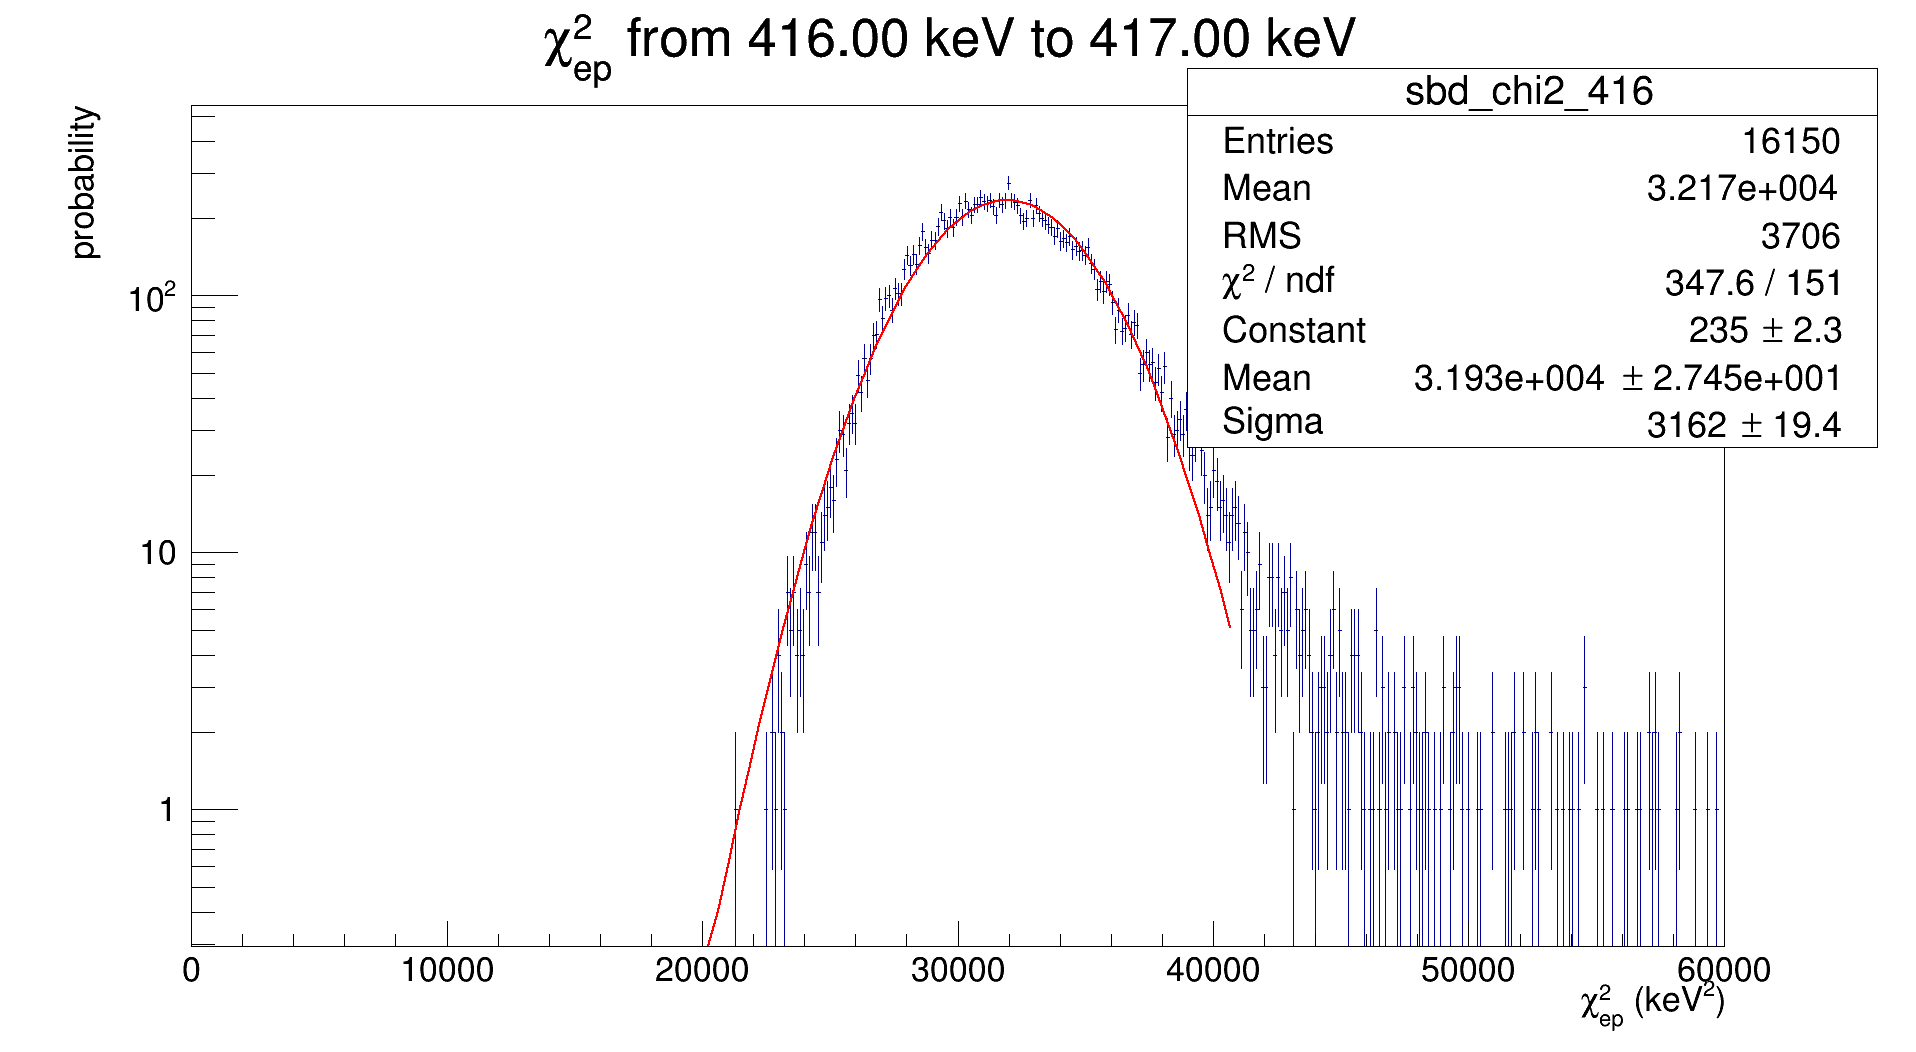 χ²ep from 416.00 keV to 417.00 keV
sbd_chi2_416
Entries 16150
Mean 3.217e+004
RMS 3706
χ² / ndf 347.6 / 151
Constant 235 ± 2.3
Mean 3.193e+004 ± 2.745e+001
Sigma 3162 ± 19.4
probability
10²
10
1
0 10000 20000 30000 40000 50000 60000
χ²ep (keV²)